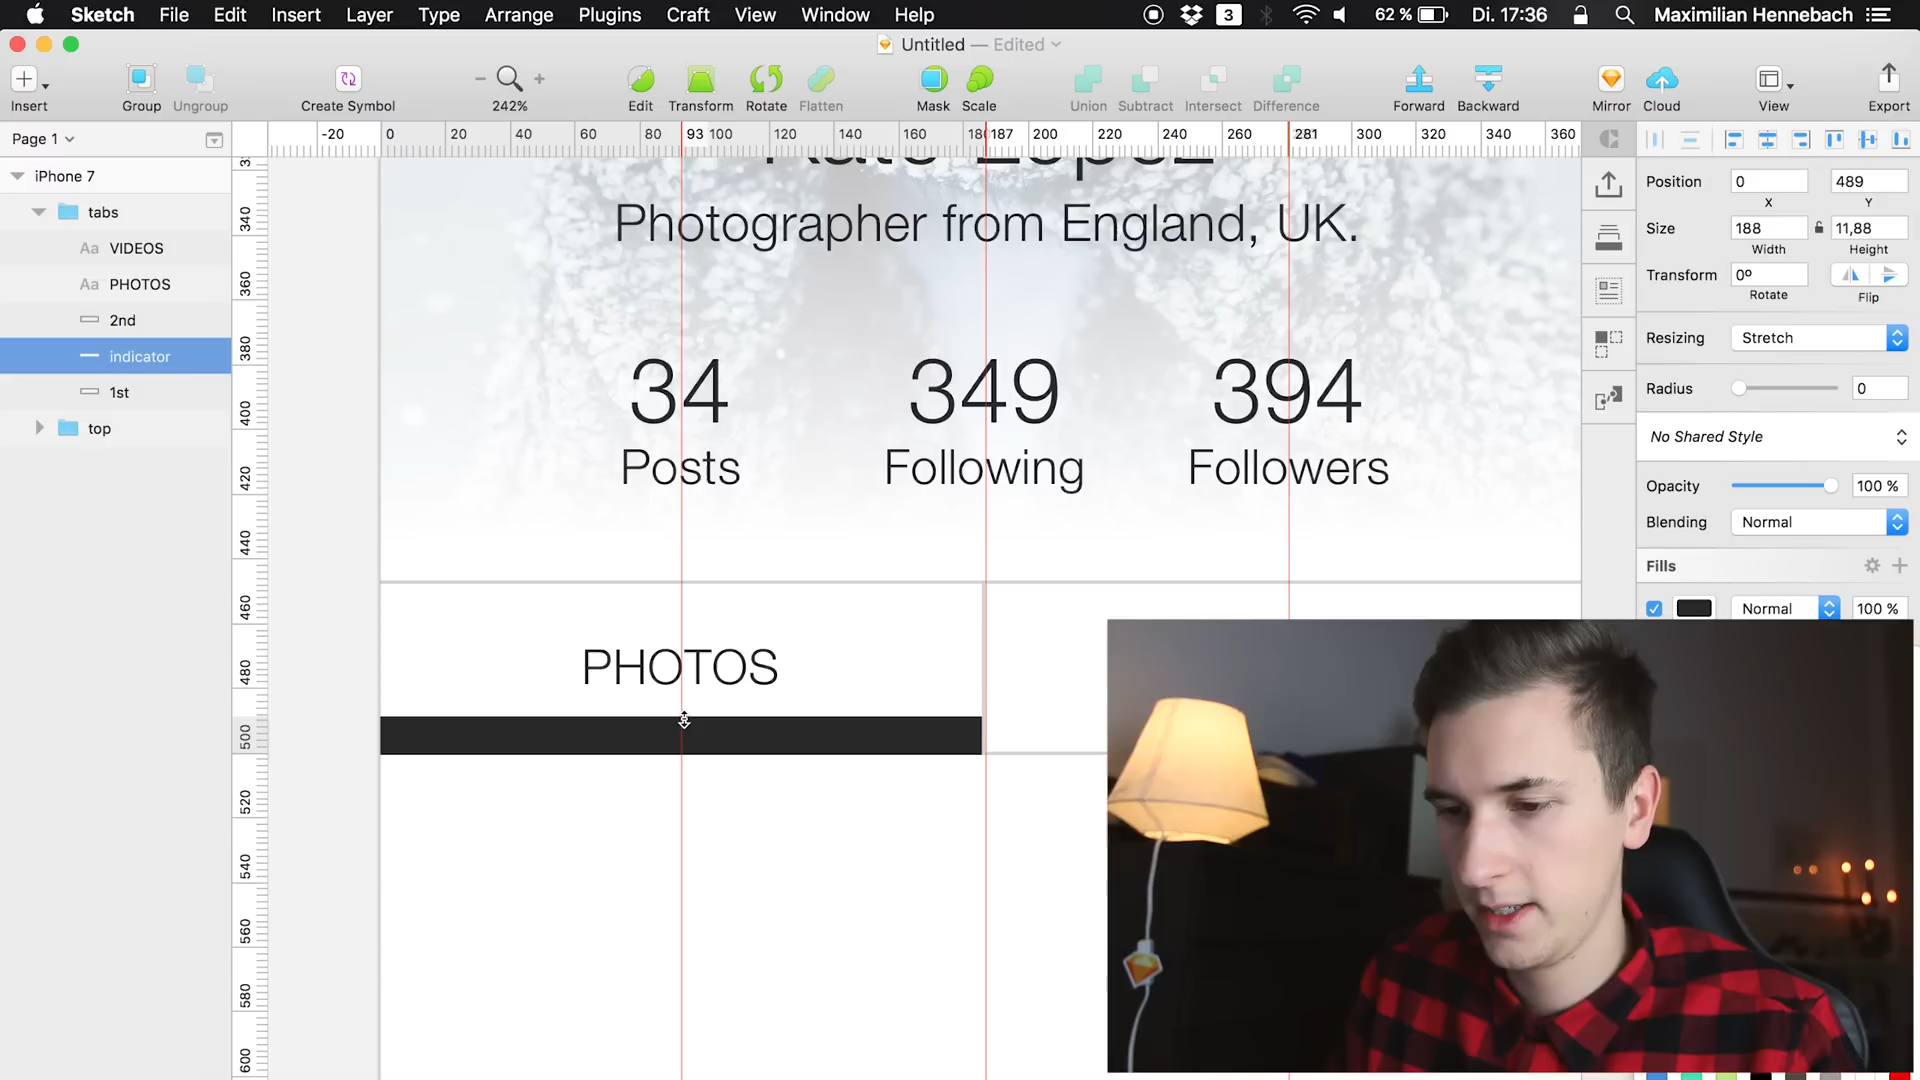 Sketch File Edit Insert Layer Type Arrange Plugins Craft View Window Help 3 62 % Di. 17:36 Maximilian Hennebach
Untitled — Edited
Insert Group Ungroup Create Symbol 242% Edit Transform Rotate Flatten Mask Scale Union Subtract Intersect Difference Forward Backward Mirror Cloud View Export
Page 1
-20 0 20 40 60 80 93 100 120 140 160 180 187 200 220 240 260 281 300 320 340 360
iPhone 7
tabs
VIDEOS
PHOTOS
2nd
indicator
1st
top
340
360
380
400
420
440
460
480
500
520
540
560
580
600
Photographer from England, UK.
34 349 394
Posts Following Followers
PHOTOS
Position 0 489
X Y
Size 188 11,88
Width Height
Transform 0º
Rotate Flip
Resizing Stretch
Radius 0
No Shared Style
Opacity 100 %
Blending Normal
Fills
Normal 100 %